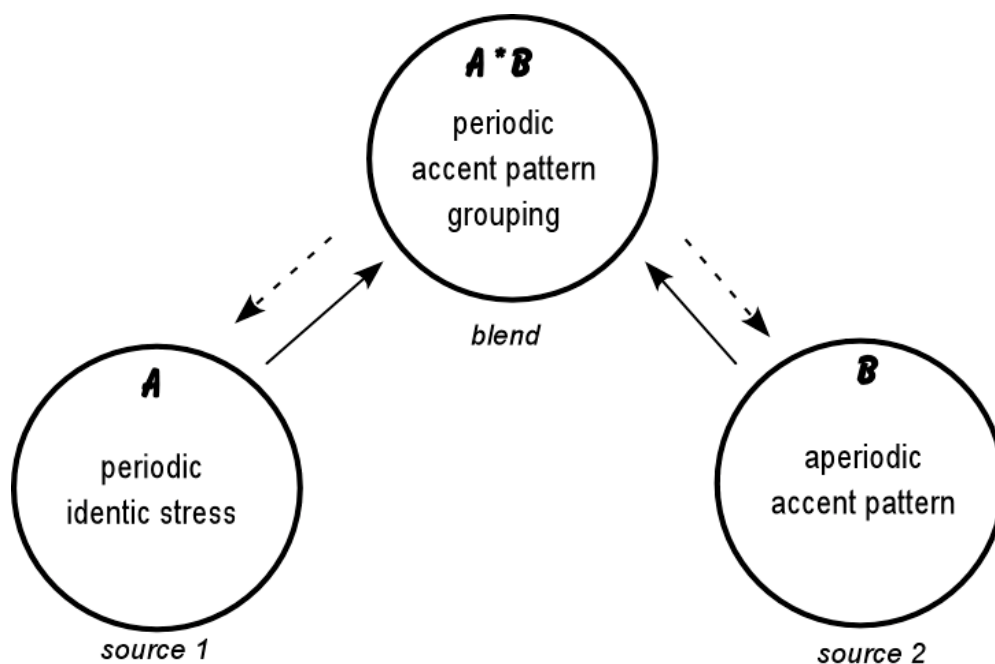 A * B
periodic
accent pattern
grouping
blend
A
periodic
identic stress
source 1
B
aperiodic
accent pattern
source 2